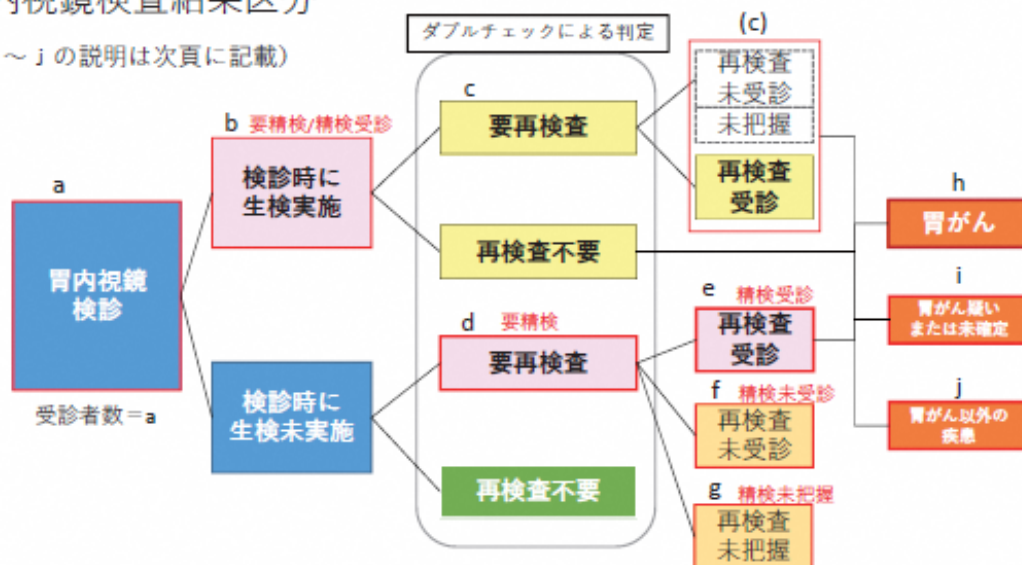 内視鏡検査結果区分
～ｊの説明は次頁に記載）
ダブルチェックによる判定
(c)
再検査
未受診
未把握
c
要再検査
b 要精検/精検受診
検診時に
生検実施
再検査
受診
a
胃内視鏡
検診
受診者数＝a
再検査不要
h
胃がん
e 精検受診
再検査
受診
i
胃がん疑い
または未確定
d 要精検
要再検査
検診時に
生検未実施
f 精検未受診
再検査
未受診
j
胃がん以外の
疾患
再検査不要
g 精検未把握
再検査
未把握